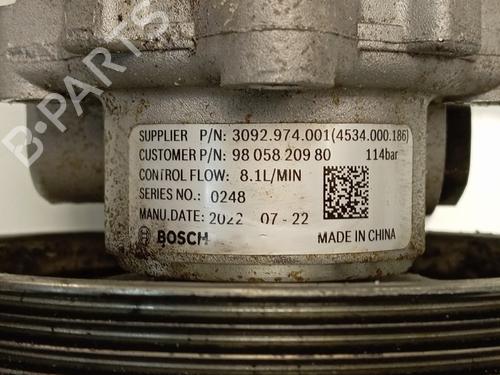 B-PARTS
SUPPLIER P/N: 3092.974.001(4534.000.186)
CUSTOMER P/N: 98 058 209 80 114bar
CONTROL FLOW: 8.1L/MIN
SERIES NO.: 0248
MANU.DATE: 2022 07-22
BOSCH MADE IN CHINA